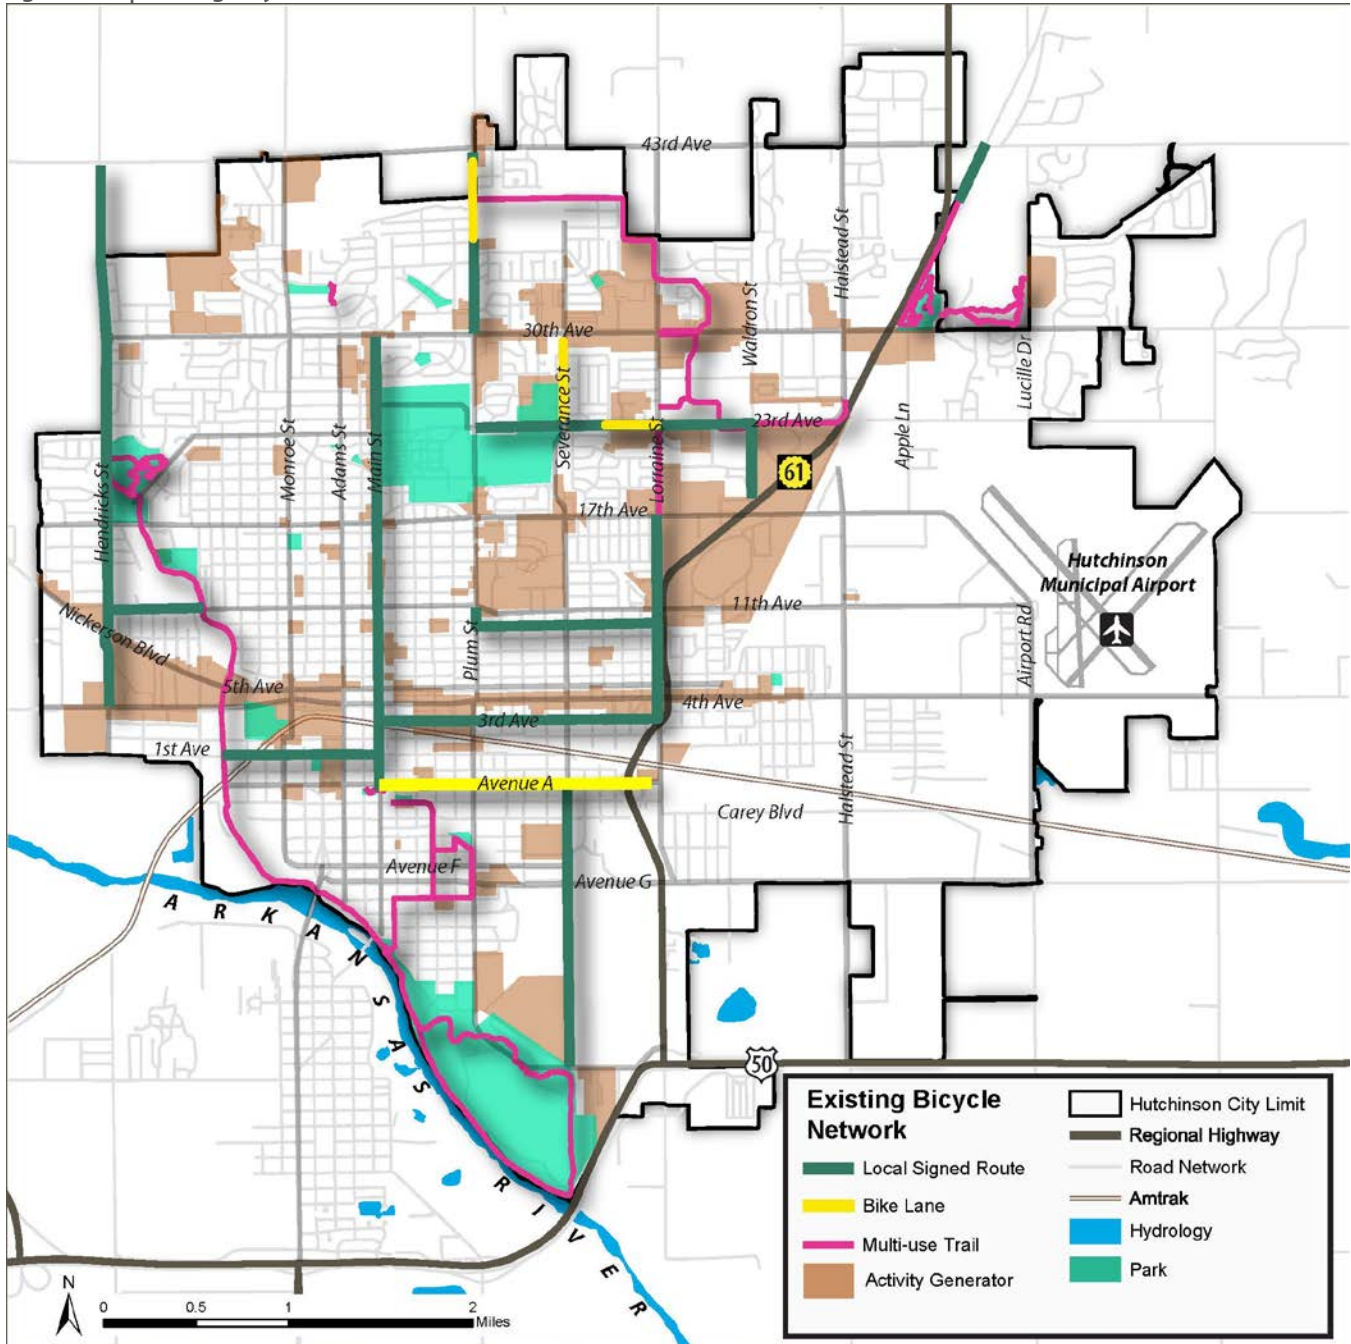 43rd Ave
30th Ave
Waldron St
Halstead St
Lucille Dr
Severance St
23rd Ave
Apple Ln
61
Hendricks St
Monroe St
Adams St
Main St
Lorraine St
17th Ave
Hutchinson
Municipal Airport
Nickerson Blvd
Plum St
11th Ave
Airport Rd
5th Ave
4th Ave
3rd Ave
1st Ave
Avenue A
Carey Blvd
Halstead St
Avenue F
Avenue G
ARKANSAS RIVER
50
Existing Bicycle
Network
Local Signed Route
Bike Lane
Multi-use Trail
Activity Generator
Hutchinson City Limit
Regional Highway
Road Network
Amtrak
Hydrology
Park
N
0 0.5 1 2
Miles